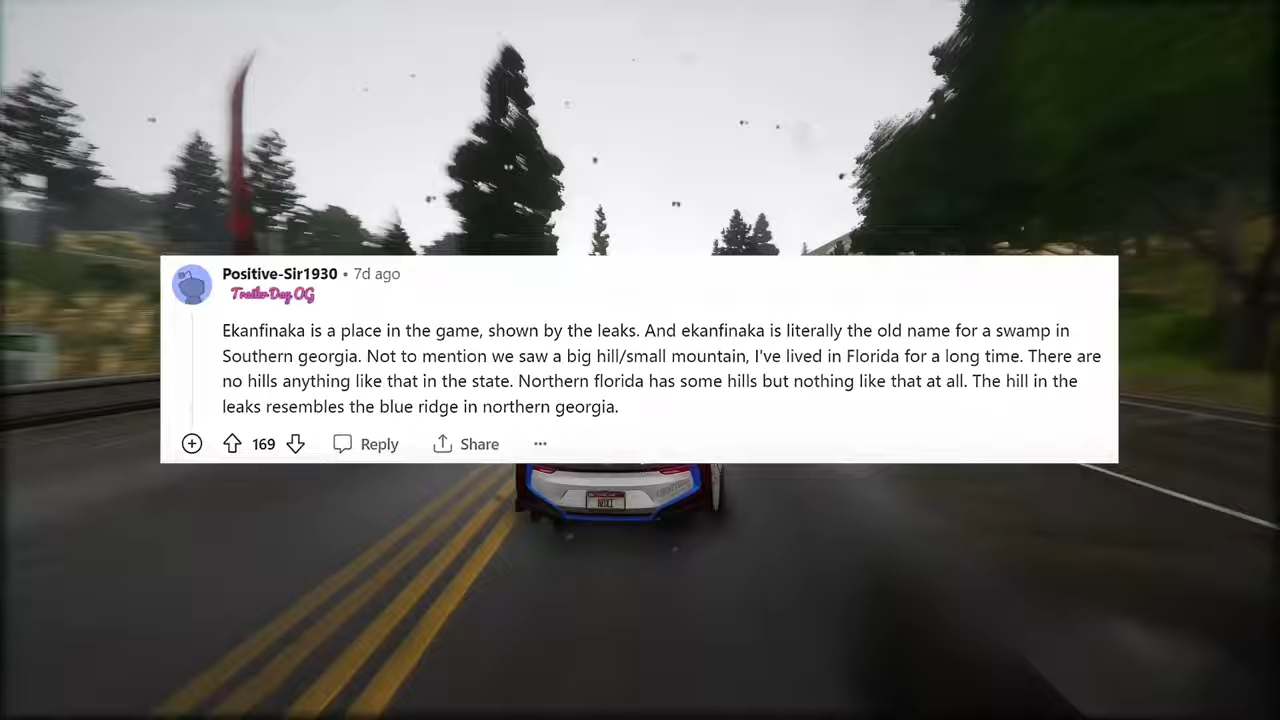 Positive-Sir1930 • 7d ago
Trailer Day OG
Ekanfinaka is a place in the game, shown by the leaks. And ekanfinaka is literally the old name for a swamp in
Southern georgia. Not to mention we saw a big hill/small mountain, I've lived in Florida for a long time. There are
no hills anything like that in the state. Northern florida has some hills but nothing like that at all. The hill in the
leaks resembles the blue ridge in northern georgia.
169 Reply Share